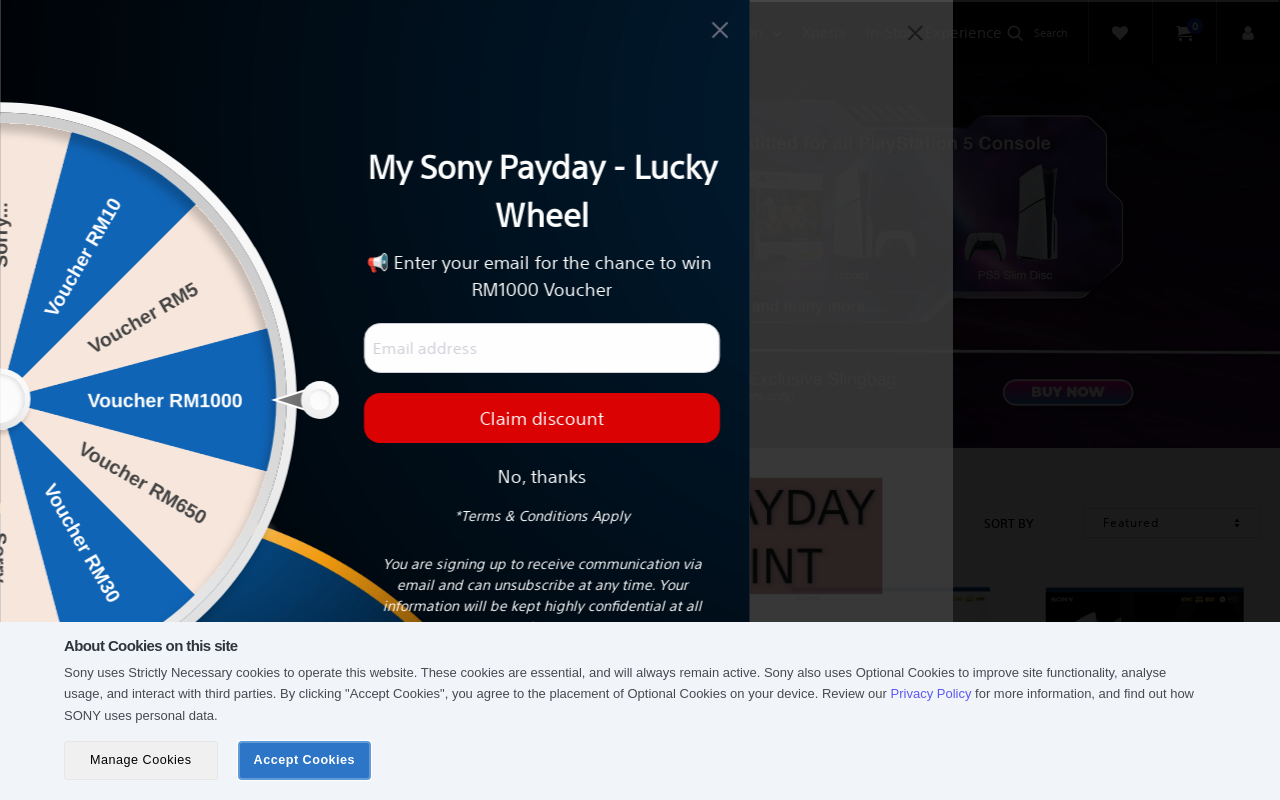 Search
0
Experience
Sorry...
Voucher RM10
Voucher RM5
Voucher RM1000
Voucher RM650
Voucher RM30
My Sony Payday - Lucky
Wheel
📢 Enter your email for the chance to win
RM1000 Voucher
Email address
Claim discount
No, thanks
*Terms & Conditions Apply
You are signing up to receive communication via
email and can unsubscribe at any time. Your
information will be kept highly confidential at all
for all PlayStation 5 Console
PS5 Slim Disc
and many more
Exclusive Slingbag
BUY NOW
SORT BY
Featured
SONY
About Cookies on this site
Sony uses Strictly Necessary cookies to operate this website. These cookies are essential, and will always remain active. Sony also uses Optional Cookies to improve site functionality, analyse
usage, and interact with third parties. By clicking "Accept Cookies", you agree to the placement of Optional Cookies on your device. Review our Privacy Policy for more information, and find out how
SONY uses personal data.
Manage Cookies
Accept Cookies